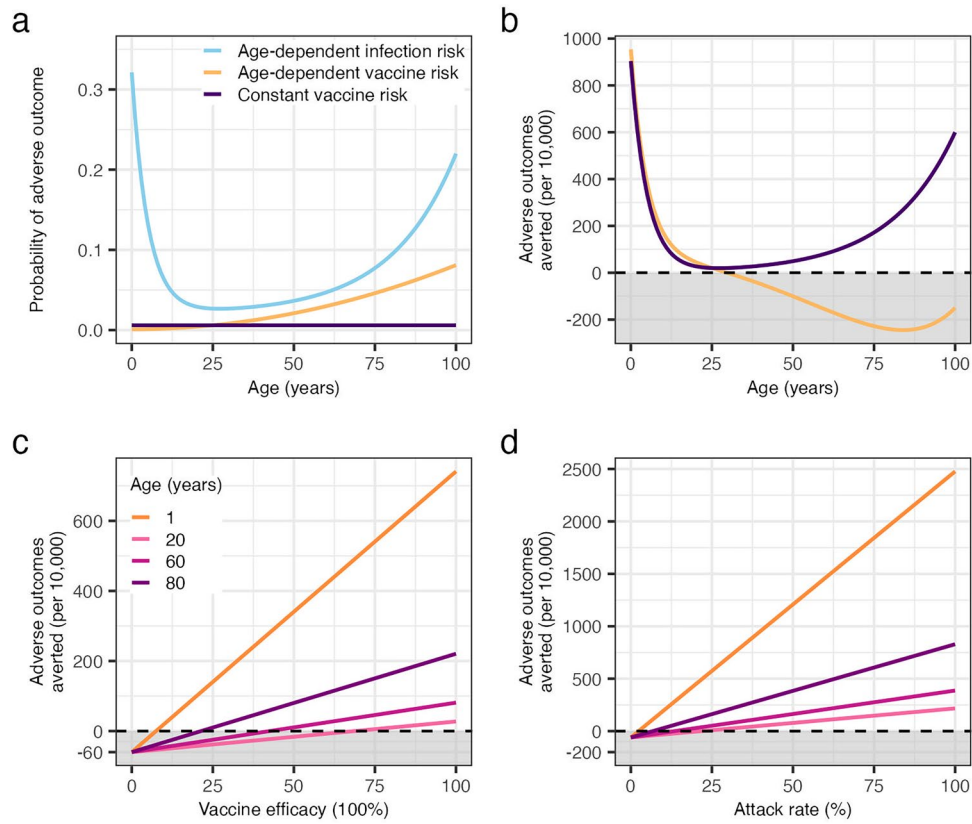 a
Probability of adverse outcome
0.3
0.2
0.1
0.0
Age-dependent infection risk
Age-dependent vaccine risk
Constant vaccine risk
0 25 50 75 100
Age (years)
b
Adverse outcomes
averted (per 10,000)
1000
800
600
400
200
0
-200
0 25 50 75 100
Age (years)
c
Adverse outcomes
averted (per 10,000)
600
400
200
0
-60
Age (years)
1
20
60
80
0 25 50 75 100
Vaccine efficacy (100%)
d
Adverse outcomes
averted (per 10,000)
2500
2000
1500
1000
500
0
-200
0 25 50 75 100
Attack rate (%)